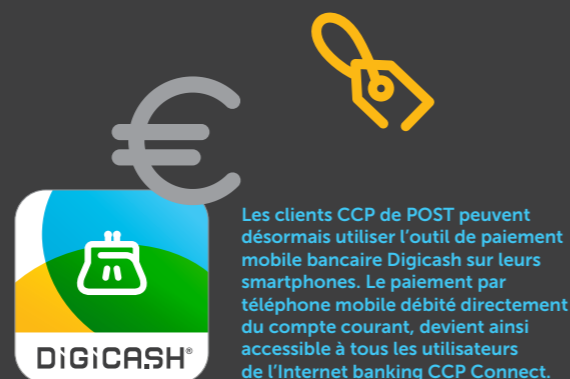 Les clients CCP de POST peuvent
désormais utiliser l’outil de paiement
mobile bancaire Digicash sur leurs
smartphones. Le paiement par
téléphone mobile débité directement
du compte courant, devient ainsi
accessible à tous les utilisateurs
de l’Internet banking CCP Connect.
DIGICASH®